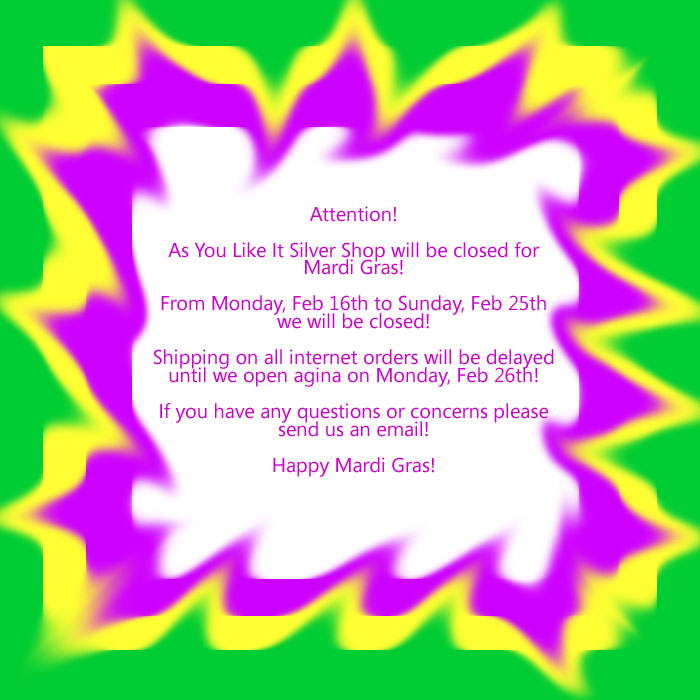 Attention!
As You Like It Silver Shop will be closed for
Mardi Gras!
From Monday, Feb 16th to Sunday, Feb 25th
we will be closed!
Shipping on all internet orders will be delayed
until we open agina on Monday, Feb 26th!
If you have any questions or concerns please
send us an email!
Happy Mardi Gras!